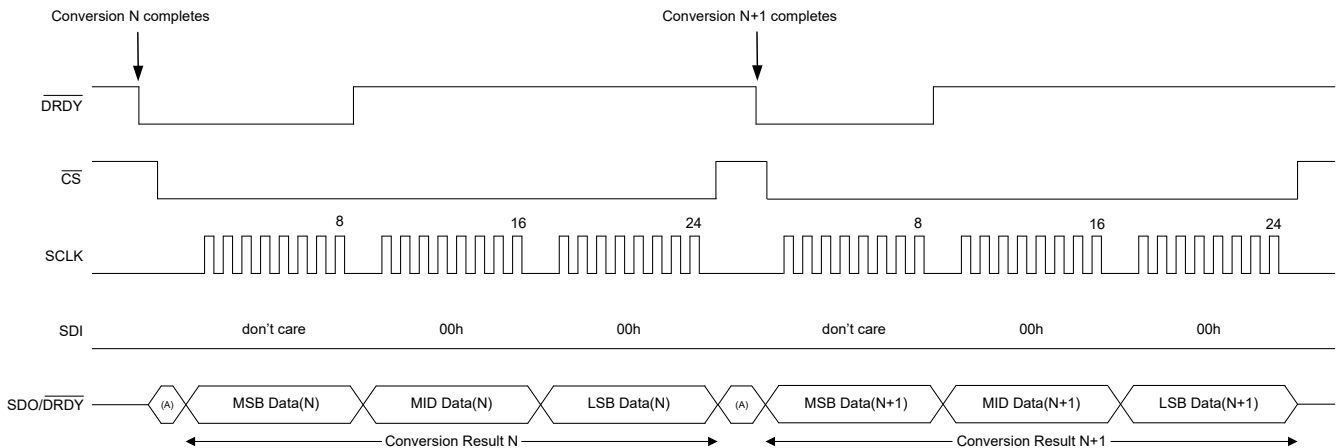 Conversion N completes
Conversion N+1 completes
DRDY
CS
8
16
24
8
16
24
SCLK
SDI
don't care
00h
00h
don't care
00h
00h
SDO/DRDY
(A)
MSB Data(N)
MID Data(N)
LSB Data(N)
(A)
MSB Data(N+1)
MID Data(N+1)
LSB Data(N+1)
Conversion Result N
Conversion Result N+1